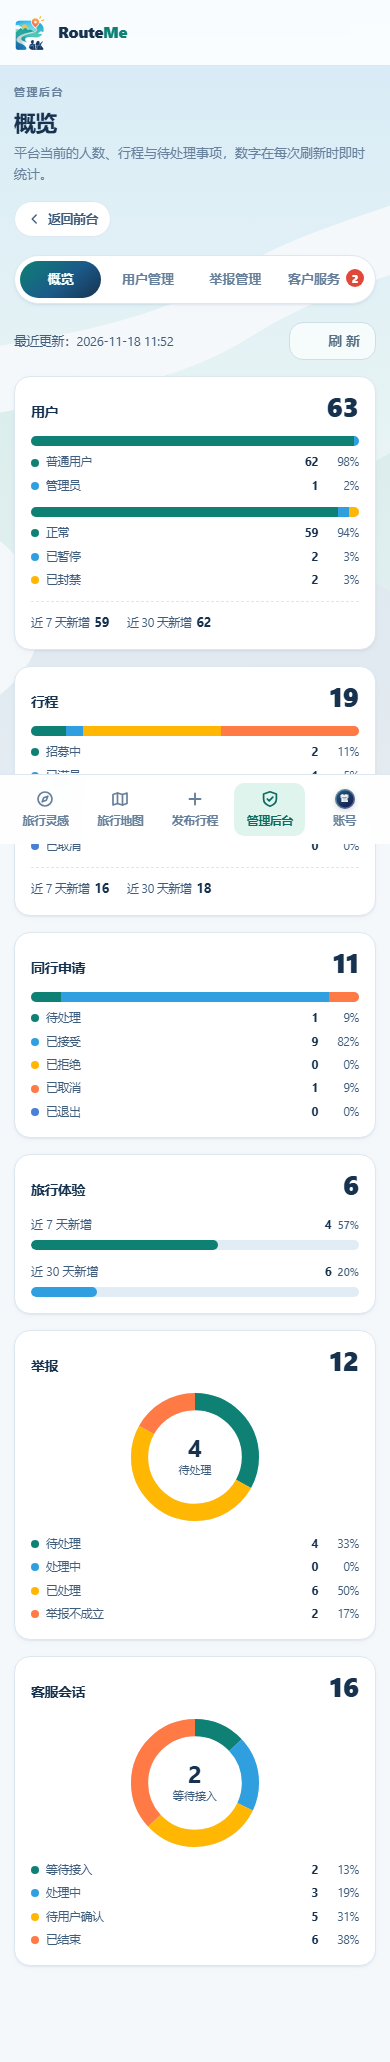 RouteMe
管理后台
概览
平台当前的人数、行程与待处理事项，数字在每次刷新时即时
统计。
返回前台
概览 用户管理 举报管理 客户服务 2
最近更新：2026-11-18 11:52 刷 新
用户 63
普通用户 62 98%
管理员 1 2%
正常 59 94%
已暂停 2 3%
已封禁 2 3%
近 7 天新增 59 近 30 天新增 62
行程 19
招募中 2 11%
旅行灵感 旅行地图 发布行程 管理后台 账号
已取消 0 0%
近 7 天新增 16 近 30 天新增 18
同行申请 11
待处理 1 9%
已接受 9 82%
已拒绝 0 0%
已取消 1 9%
已退出 0 0%
旅行体验 6
近 7 天新增 4 57%
近 30 天新增 6 20%
举报 12
4
待处理
待处理 4 33%
处理中 0 0%
已处理 6 50%
举报不成立 2 17%
客服会话 16
2
等待接入
等待接入 2 13%
处理中 3 19%
待用户确认 5 31%
已结束 6 38%